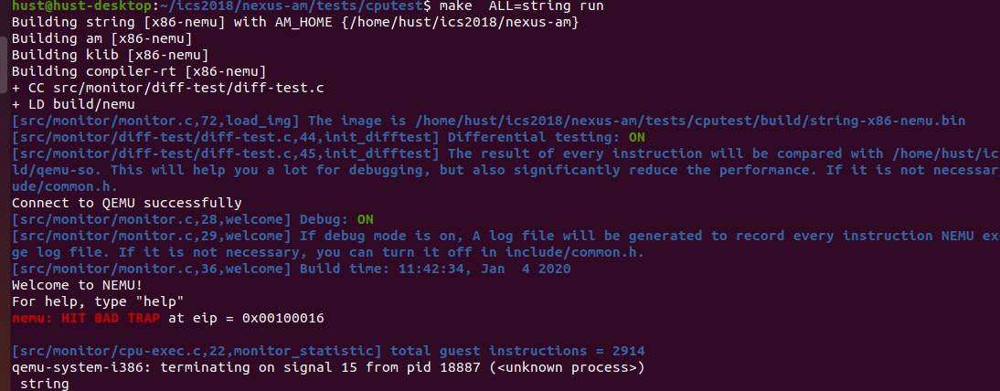 hust@hust-desktop:~/ics2018/nexus-am/tests/cputest$ make  ALL=string run
Building string [x86-nemu] with AM_HOME {/home/hust/ics2018/nexus-am}
Building am [x86-nemu]
Building klib [x86-nemu]
Building compiler-rt [x86-nemu]
+ CC src/monitor/diff-test/diff-test.c
+ LD build/nemu
[src/monitor/monitor.c,72,load_img] The image is /home/hust/ics2018/nexus-am/tests/cputest/build/string-x86-nemu.bin
[src/monitor/diff-test/diff-test.c,44,init_difftest] Differential testing: ON
[src/monitor/diff-test/diff-test.c,45,init_difftest] The result of every instruction will be compared with /home/hust/ic
ld/qemu-so. This will help you a lot for debugging, but also significantly reduce the performance. If it is not necessar
ude/common.h.
Connect to QEMU successfully
[src/monitor/monitor.c,28,welcome] Debug: ON
[src/monitor/monitor.c,29,welcome] If debug mode is on, A log file will be generated to record every instruction NEMU ex
ge log file. If it is not necessary, you can turn it off in include/common.h.
[src/monitor/monitor.c,36,welcome] Build time: 11:42:34, Jan  4 2020
Welcome to NEMU!
For help, type "help"
nemu: HIT BAD TRAP at eip = 0x00100016
[src/monitor/cpu-exec.c,22,monitor_statistic] total guest instructions = 2914
qemu-system-i386: terminating on signal 15 from pid 18887 (<unknown process>)
string